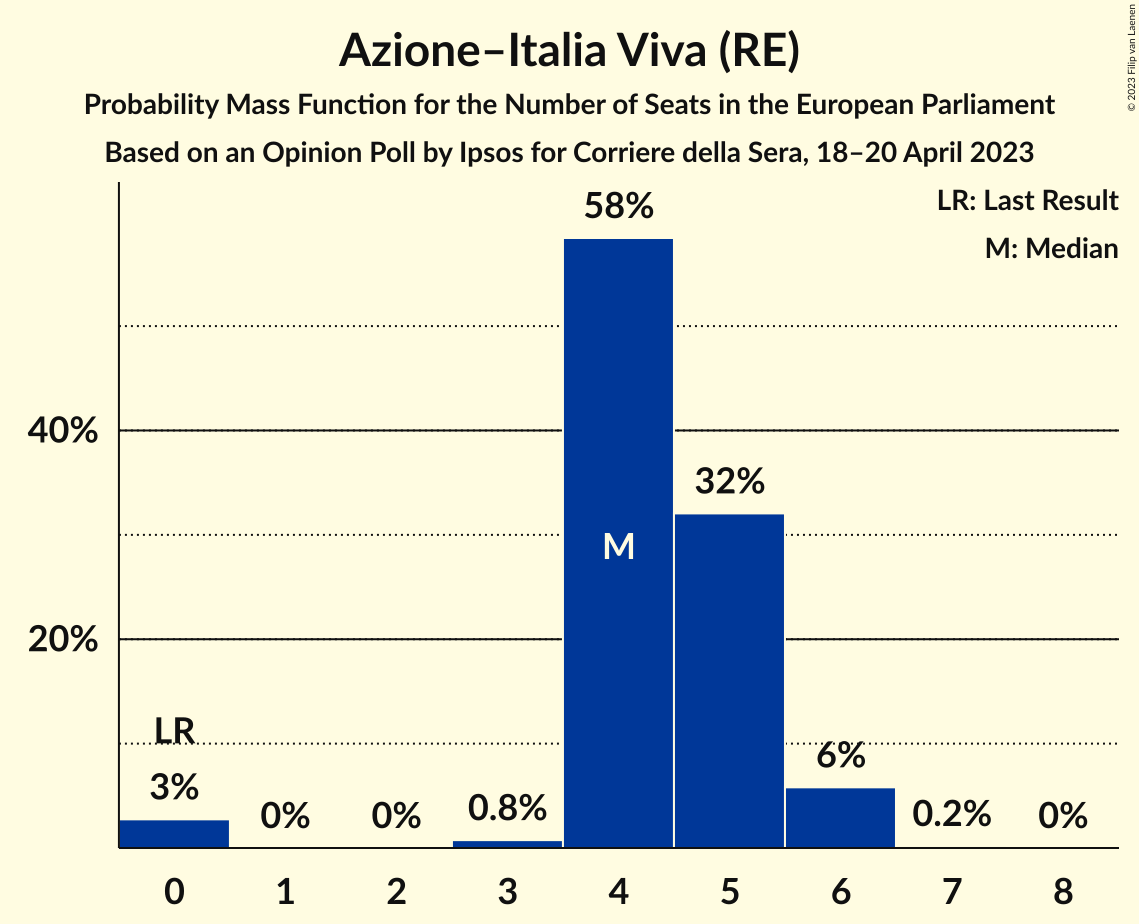 Azione–Italia Viva (RE)
Probability Mass Function for the Number of Seats in the European Parliament
Based on an Opinion Poll by Ipsos for Corriere della Sera, 18–20 April 2023
© 2023 Filip van Laenen
LR: Last Result
M: Median
58%
40%
32%
M
20%
LR
3%
0%
0%
0.8%
6%
0.2%
0%
0 1 2 3 4 5 6 7 8